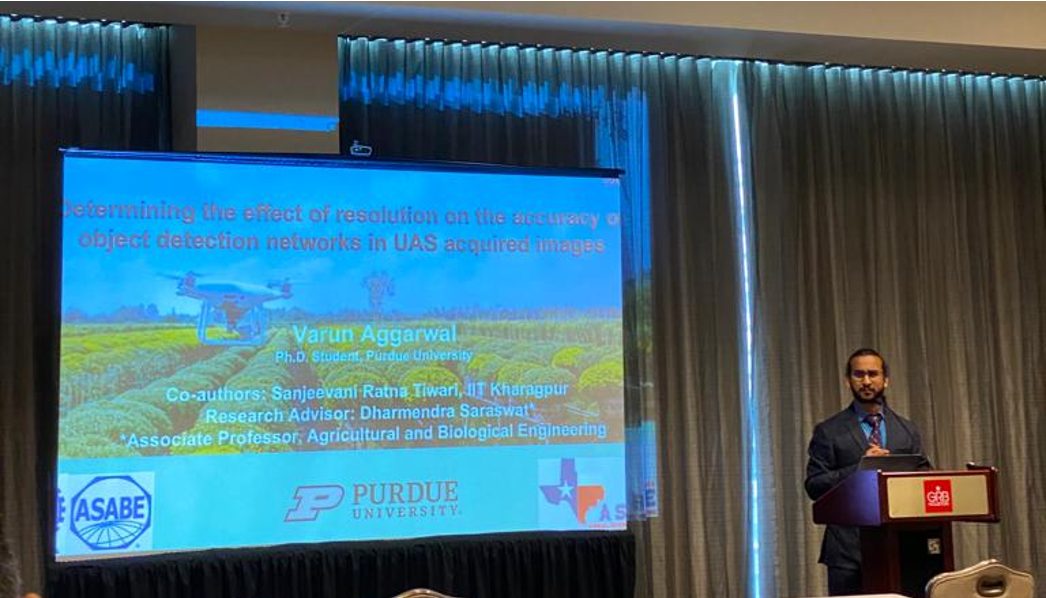 Determining the effect of resolution on the accuracy of
object detection networks in UAS acquired images
Varun Aggarwal
Ph.D. Student, Purdue University
Co-authors: Sanjeevani Ratna Tiwari, IIT Kharagpur
Research Advisor: Dharmendra Saraswat*
*Associate Professor, Agricultural and Biological Engineering
ASABE
PURDUE
UNIVERSITY.
GRB